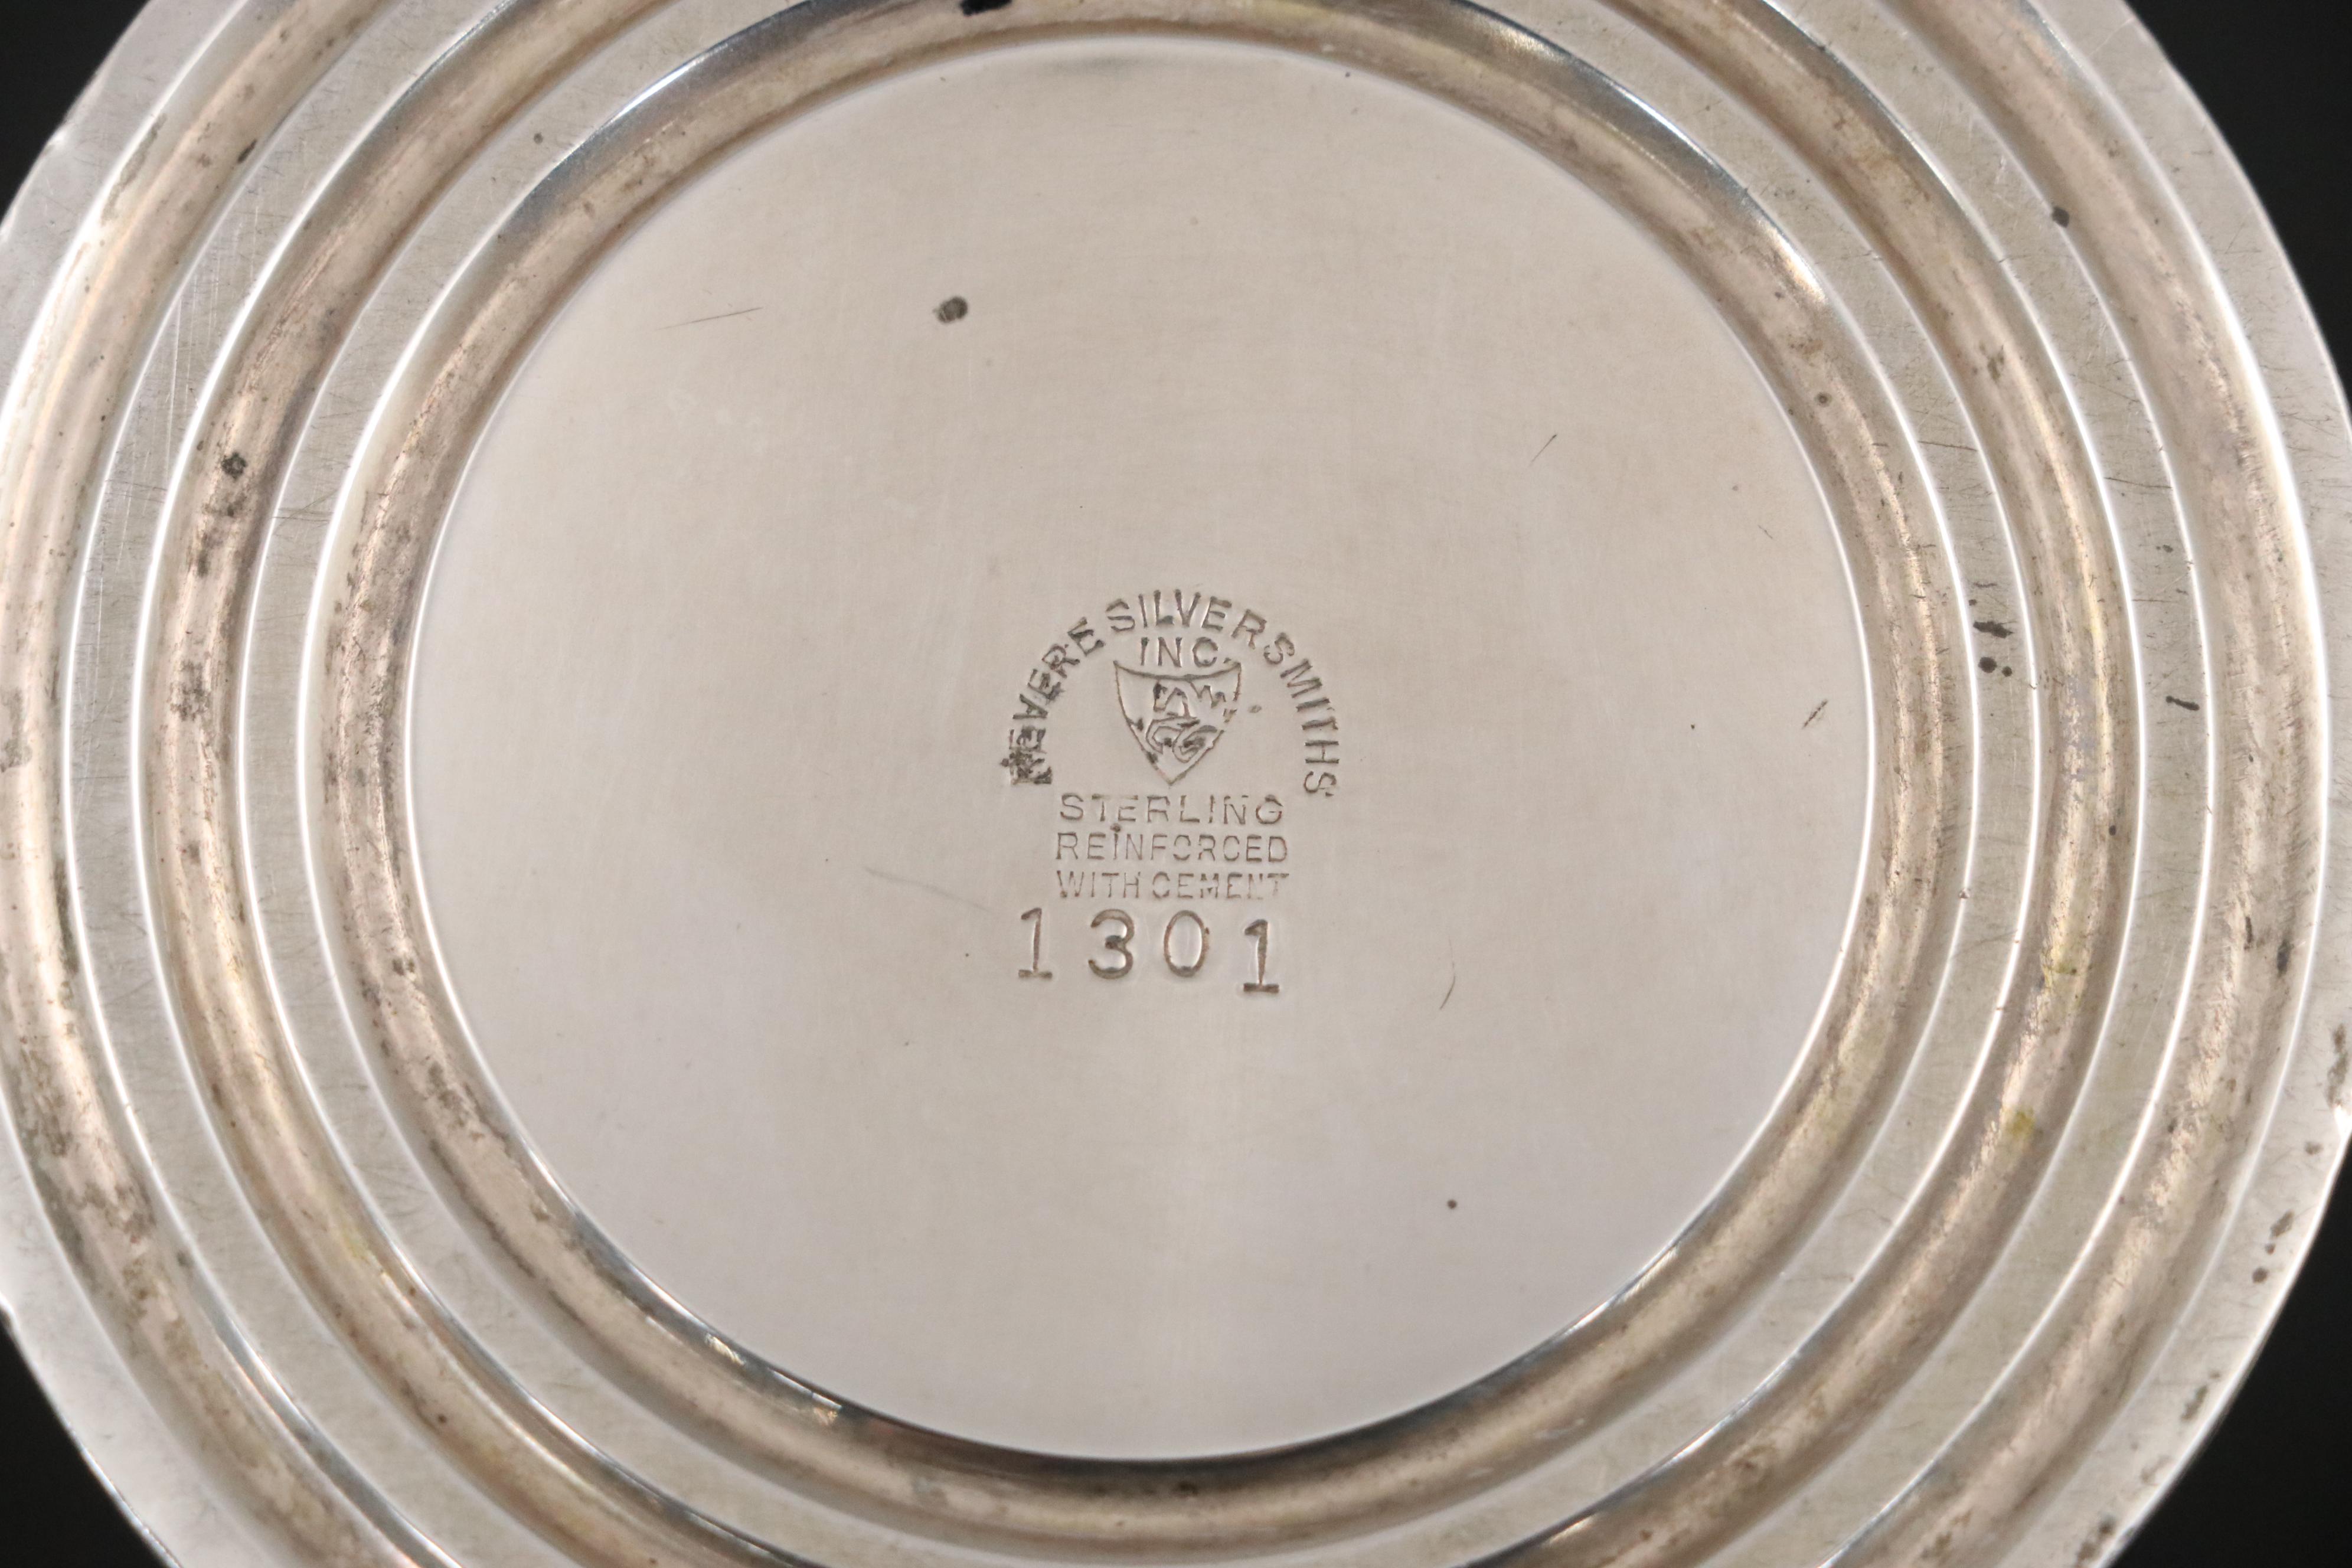 REVERE SILVERSMITHS
INC.
STERLING
REINFORCED
WITH CEMENT
1301